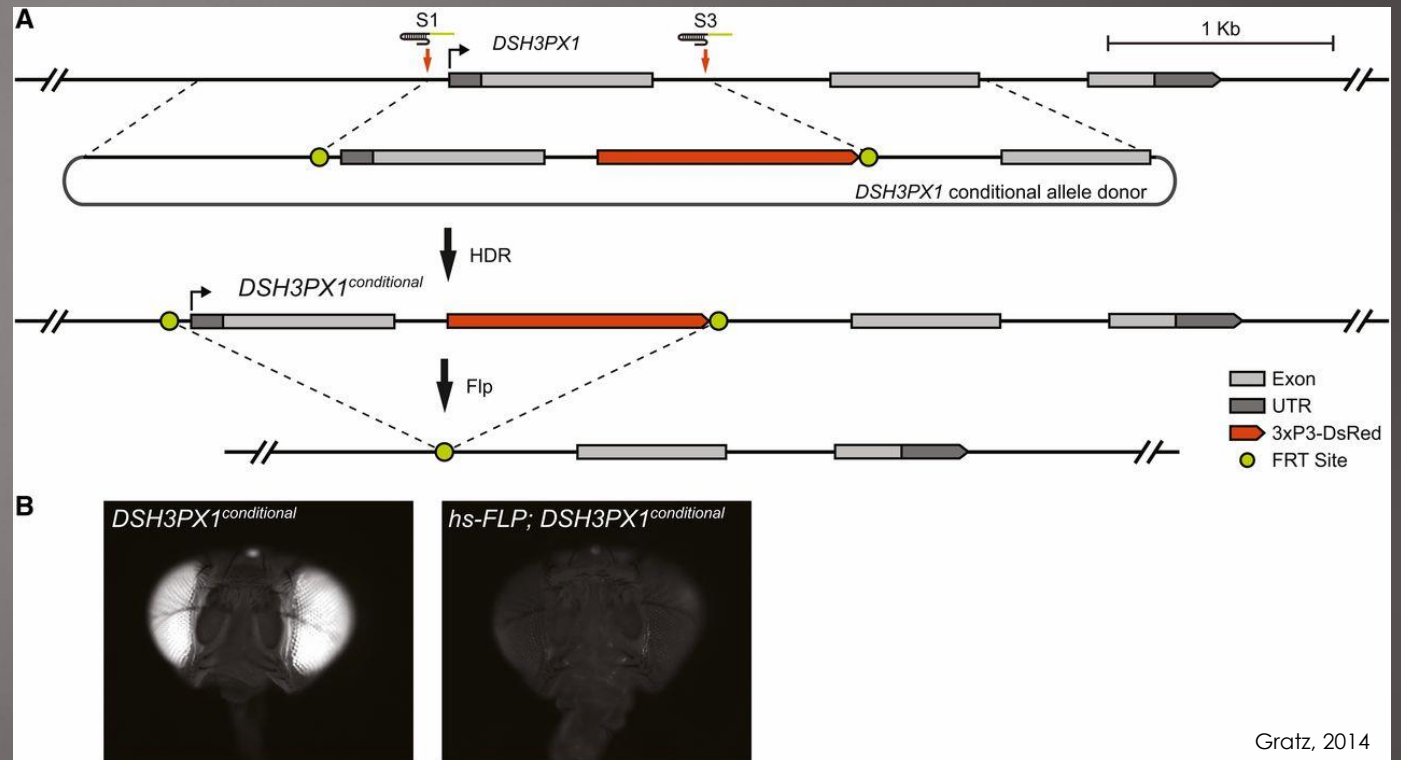 A
S1
S3
DSH3PX1
1 Kb
DSH3PX1 conditional allele donor
HDR
DSH3PX1conditional
Flp
Exon
UTR
3xP3-DsRed
FRT Site
B
DSH3PX1conditional
hs-FLP; DSH3PX1conditional
Gratz, 2014